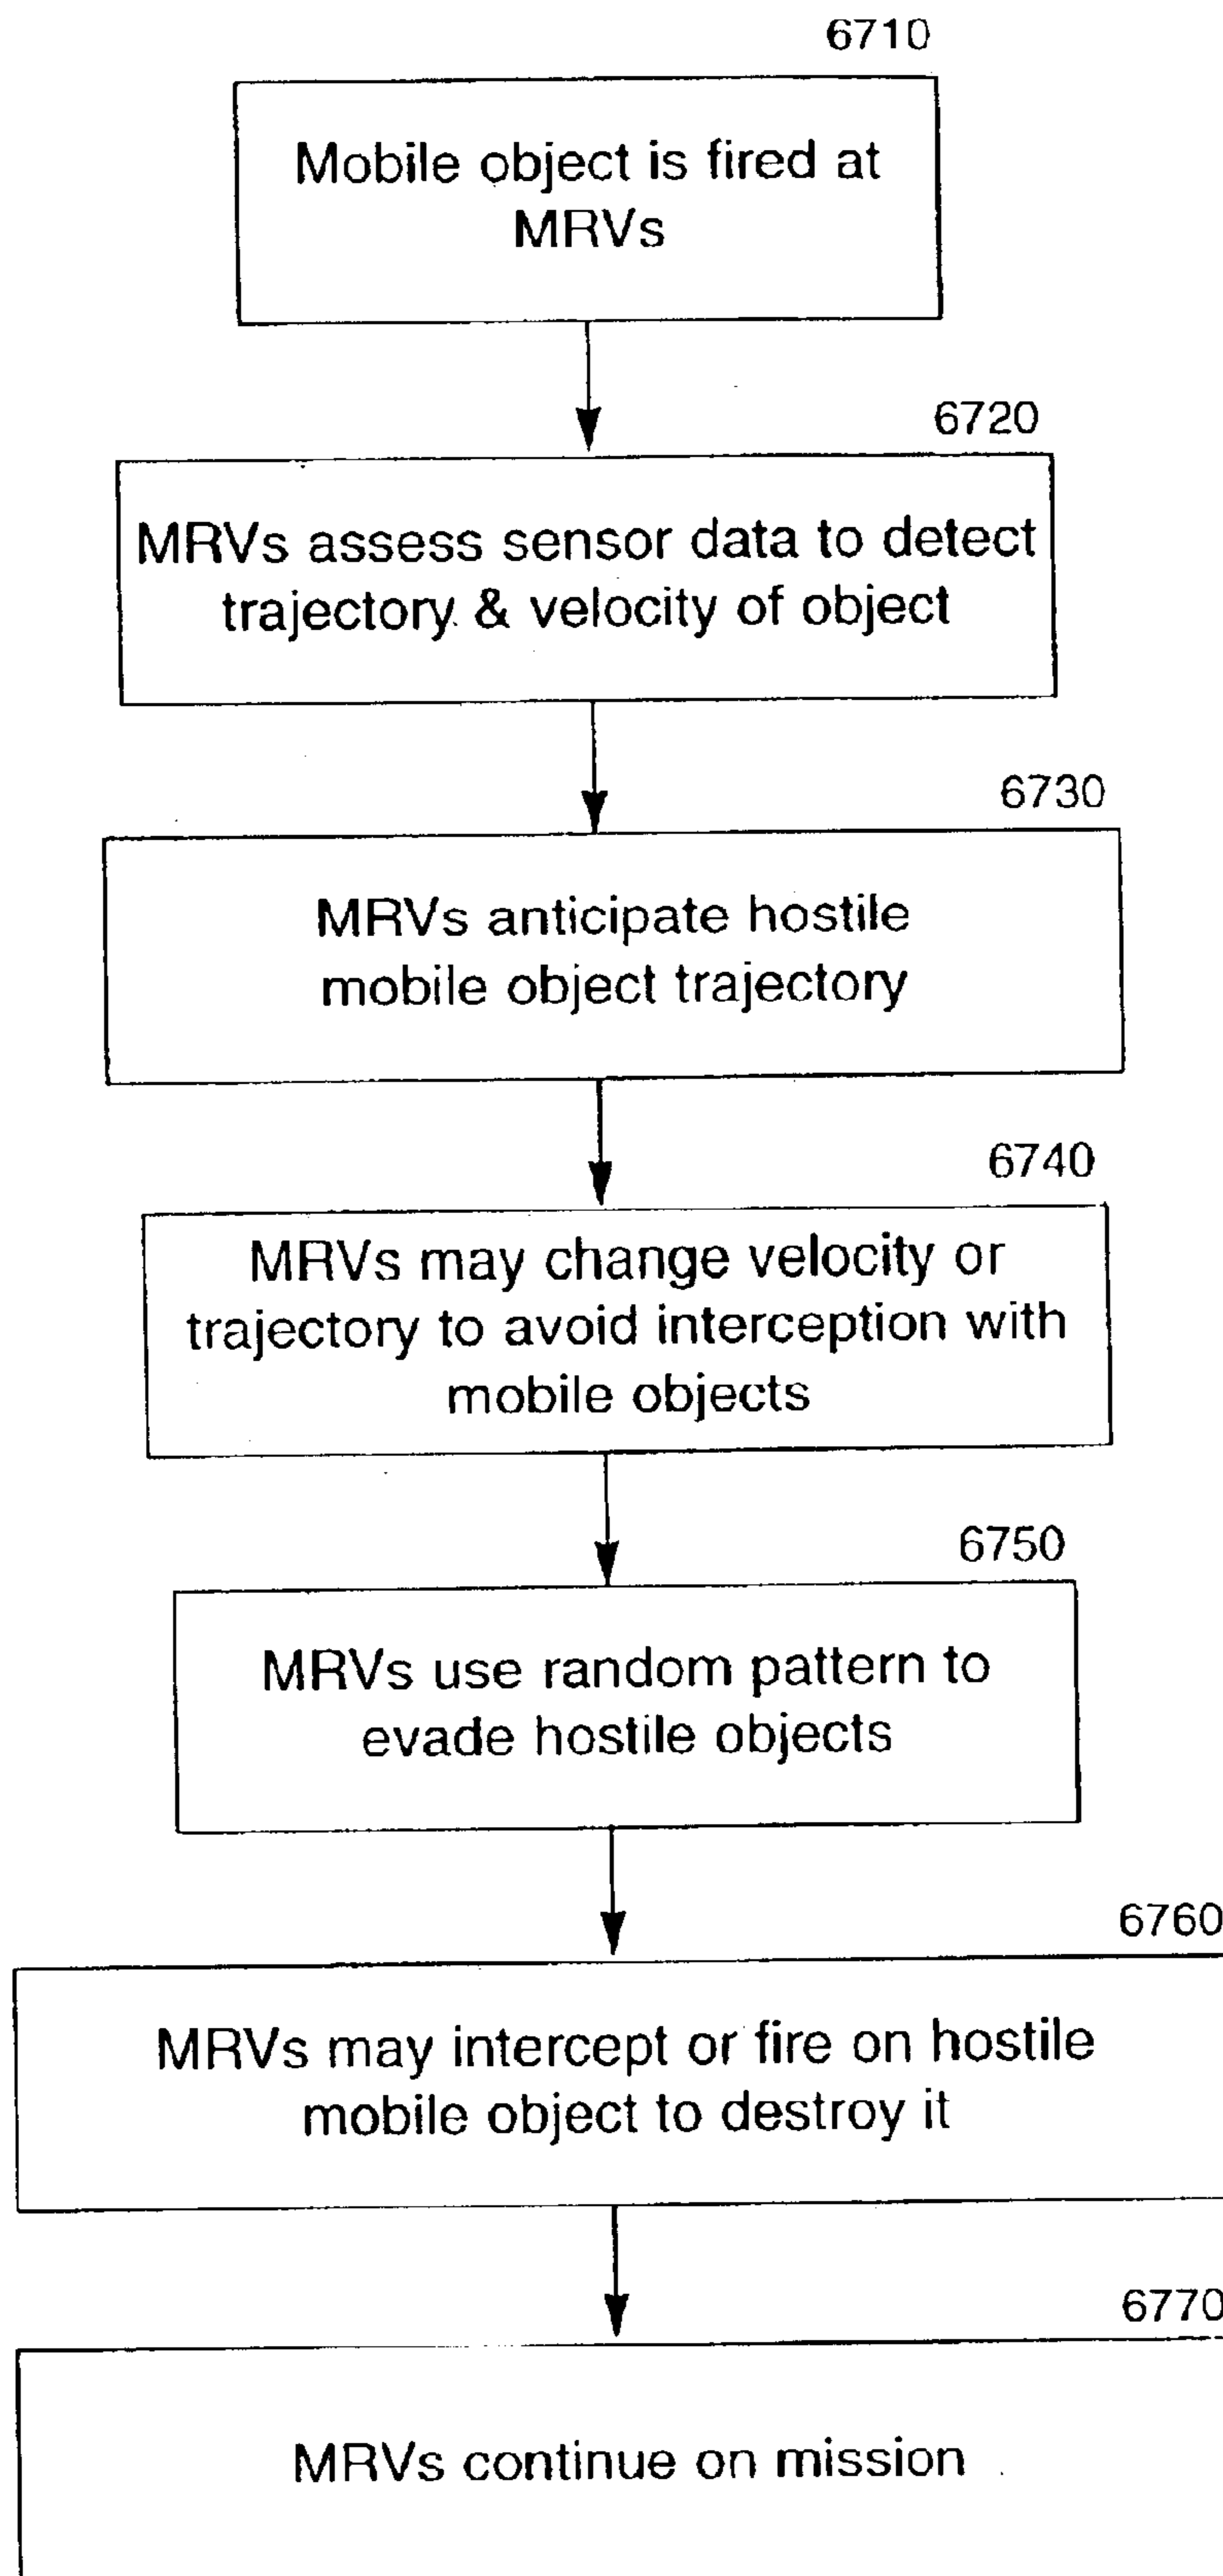 6710
Mobile object is fired at
MRVs
6720
MRVs assess sensor data to detect
trajectory & velocity of object
6730
MRVs anticipate hostile
mobile object trajectory
6740
MRVs may change velocity or
trajectory to avoid interception with
mobile objects
6750
MRVs use random pattern to
evade hostile objects
6760
MRVs may intercept or fire on hostile
mobile object to destroy it
6770
MRVs continue on mission